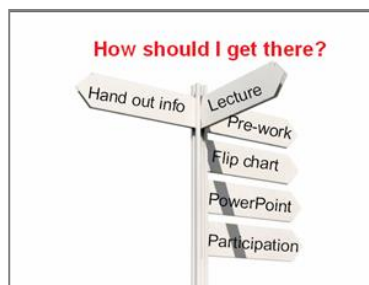 How should I get there?
Hand out info
Lecture
Pre-work
Flip chart
PowerPoint
Participation